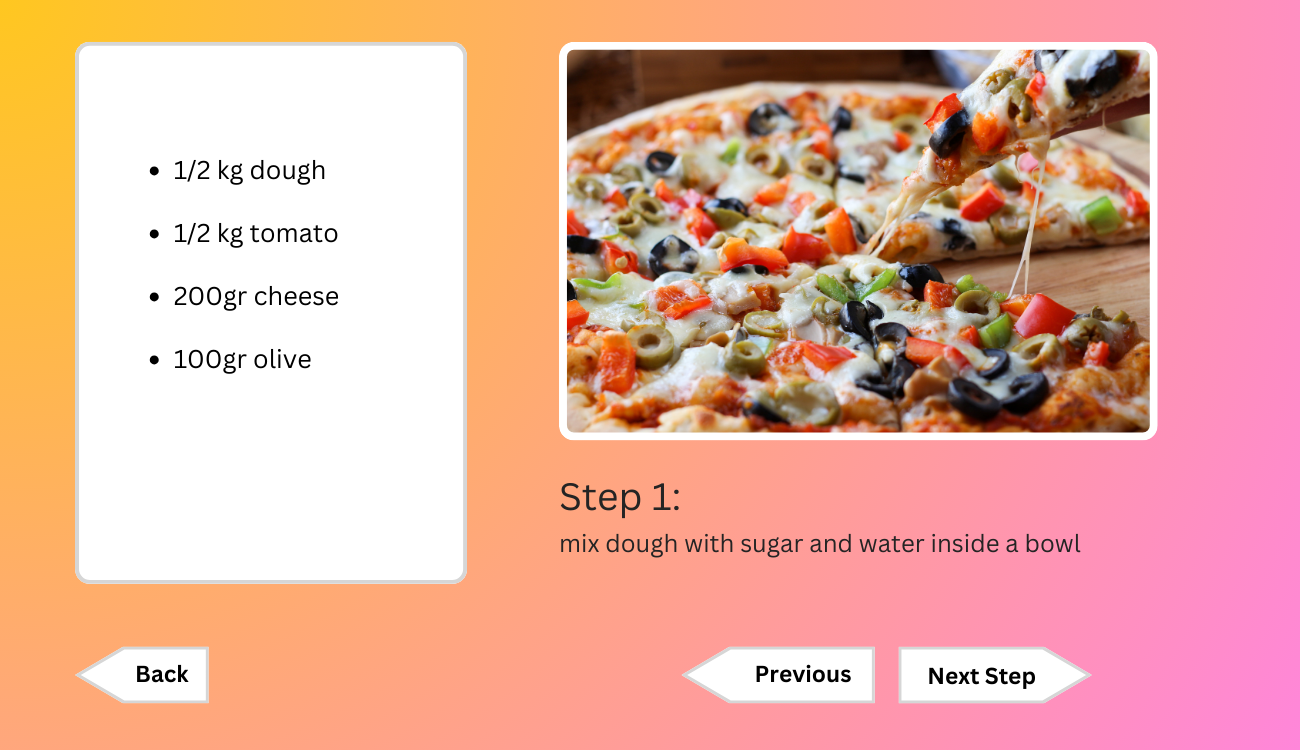 1/2 kg dough
1/2 kg tomato
200gr cheese
100gr olive
Step 1:
mix dough with sugar and water inside a bowl
Back
Previous
Next Step